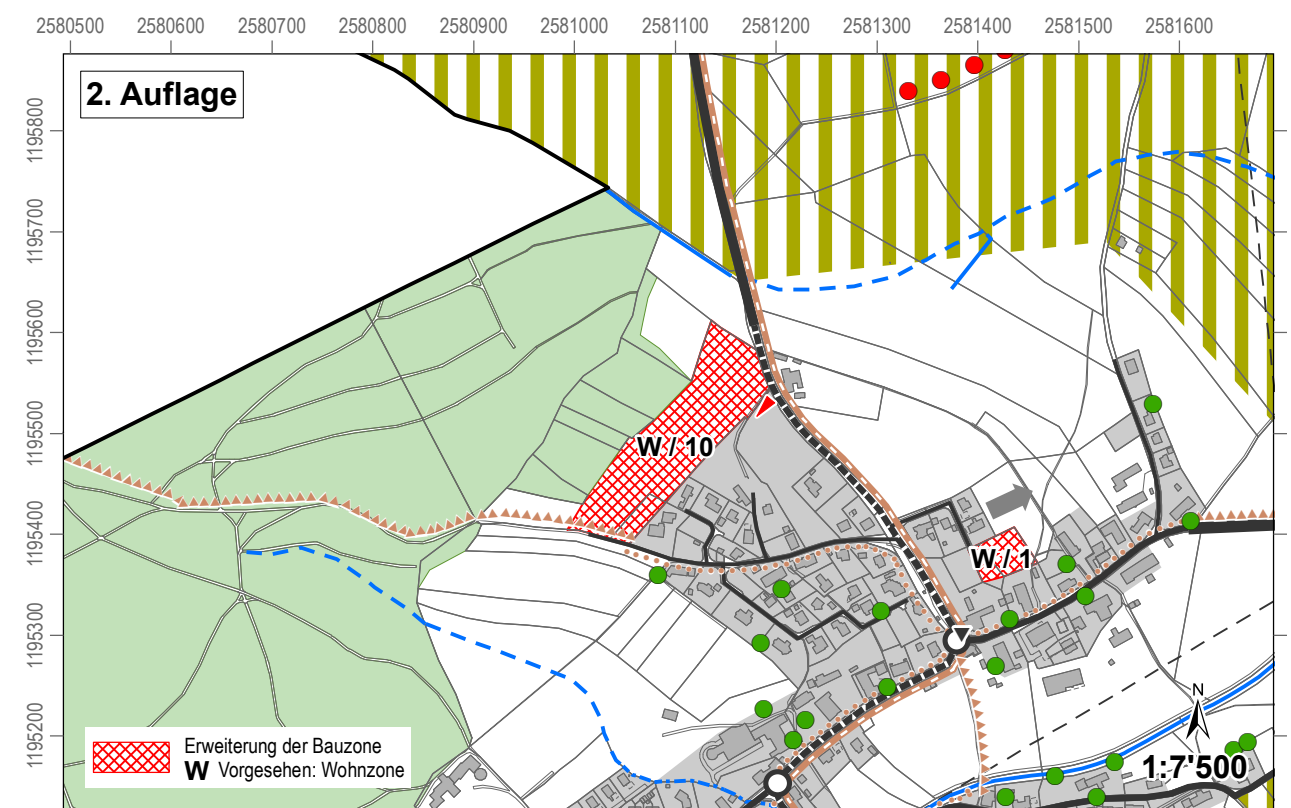 2580500 2580600 2580700 2580800 2580900 2581000 2581100 2581200 2581300 2581400 2581500 2581600
2. Auflage
1195800
1195700
1195600
1195500
1195400
1195300
1195200
W / 10
W / 1
N
1:7'500
Erweiterung der Bauzone
W Vorgesehen: Wohnzone